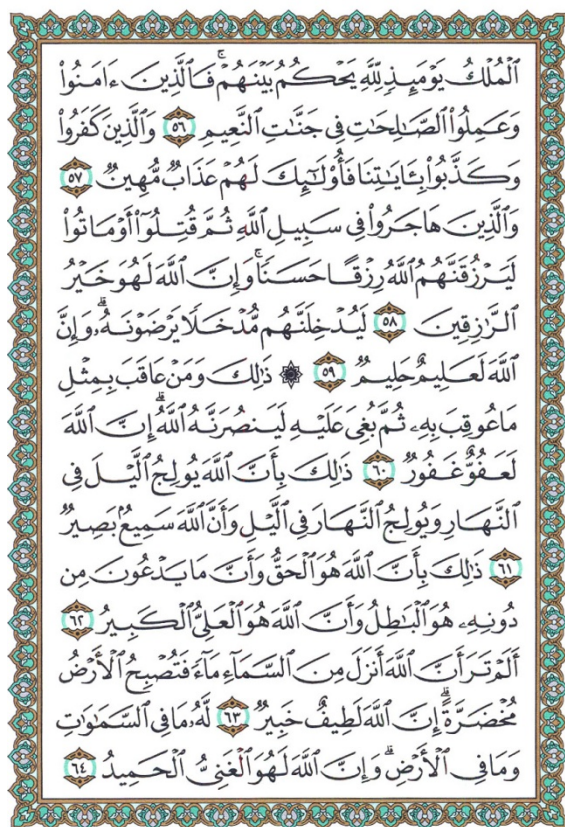 ٱلْمُلْكُ يَوْمَئِذٍ لِّلَّهِ يَحْكُمُ بَيْنَهُمْ ۚ فَٱلَّذِينَ ءَامَنُوا۟
وَعَمِلُوا۟ ٱلصَّـٰلِحَـٰتِ فِى جَنَّـٰتِ ٱلنَّعِيمِ ٥٦ وَٱلَّذِينَ كَفَرُوا۟
وَكَذَّبُوا۟ بِـَٔايَـٰتِنَا فَأُو۟لَـٰٓئِكَ لَهُمْ عَذَابٌ مُّهِينٌ ٥٧
وَٱلَّذِينَ هَاجَرُوا۟ فِى سَبِيلِ ٱللَّهِ ثُمَّ قُتِلُوٓا۟ أَوْ مَاتُوا۟
لَيَرْزُقَنَّهُمُ ٱللَّهُ رِزْقًا حَسَنًا ۚ وَإِنَّ ٱللَّهَ لَهُوَ خَيْرُ
ٱلرَّٰزِقِينَ ٥٨ لَيُدْخِلَنَّهُم مُّدْخَلًا يَرْضَوْنَهُۥ ۗ وَإِنَّ
ٱللَّهَ لَعَلِيمٌ حَلِيمٌ ٥٩ ۞ ذَٰلِكَ وَمَنْ عَاقَبَ بِمِثْلِ
مَا عُوقِبَ بِهِۦ ثُمَّ بُغِىَ عَلَيْهِ لَيَنصُرَنَّهُ ٱللَّهُ ۗ إِنَّ ٱللَّهَ
لَعَفُوٌّ غَفُورٌ ٦٠ ذَٰلِكَ بِأَنَّ ٱللَّهَ يُولِجُ ٱلَّيْلَ فِى
ٱلنَّهَارِ وَيُولِجُ ٱلنَّهَارَ فِى ٱلَّيْلِ وَأَنَّ ٱللَّهَ سَمِيعٌۢ بَصِيرٌ
٦١ ذَٰلِكَ بِأَنَّ ٱللَّهَ هُوَ ٱلْحَقُّ وَأَنَّ مَا يَدْعُونَ مِن
دُونِهِۦ هُوَ ٱلْبَـٰطِلُ وَأَنَّ ٱللَّهَ هُوَ ٱلْعَلِىُّ ٱلْكَبِيرُ ٦٢
أَلَمْ تَرَ أَنَّ ٱللَّهَ أَنزَلَ مِنَ ٱلسَّمَآءِ مَآءً فَتُصْبِحُ ٱلْأَرْضُ
مُخْضَرَّةً ۗ إِنَّ ٱللَّهَ لَطِيفٌ خَبِيرٌ ٦٣ لَّهُۥ مَا فِى ٱلسَّمَـٰوَٰتِ
وَمَا فِى ٱلْأَرْضِ ۗ وَإِنَّ ٱللَّهَ لَهُوَ ٱلْغَنِىُّ ٱلْحَمِيدُ ٦٤